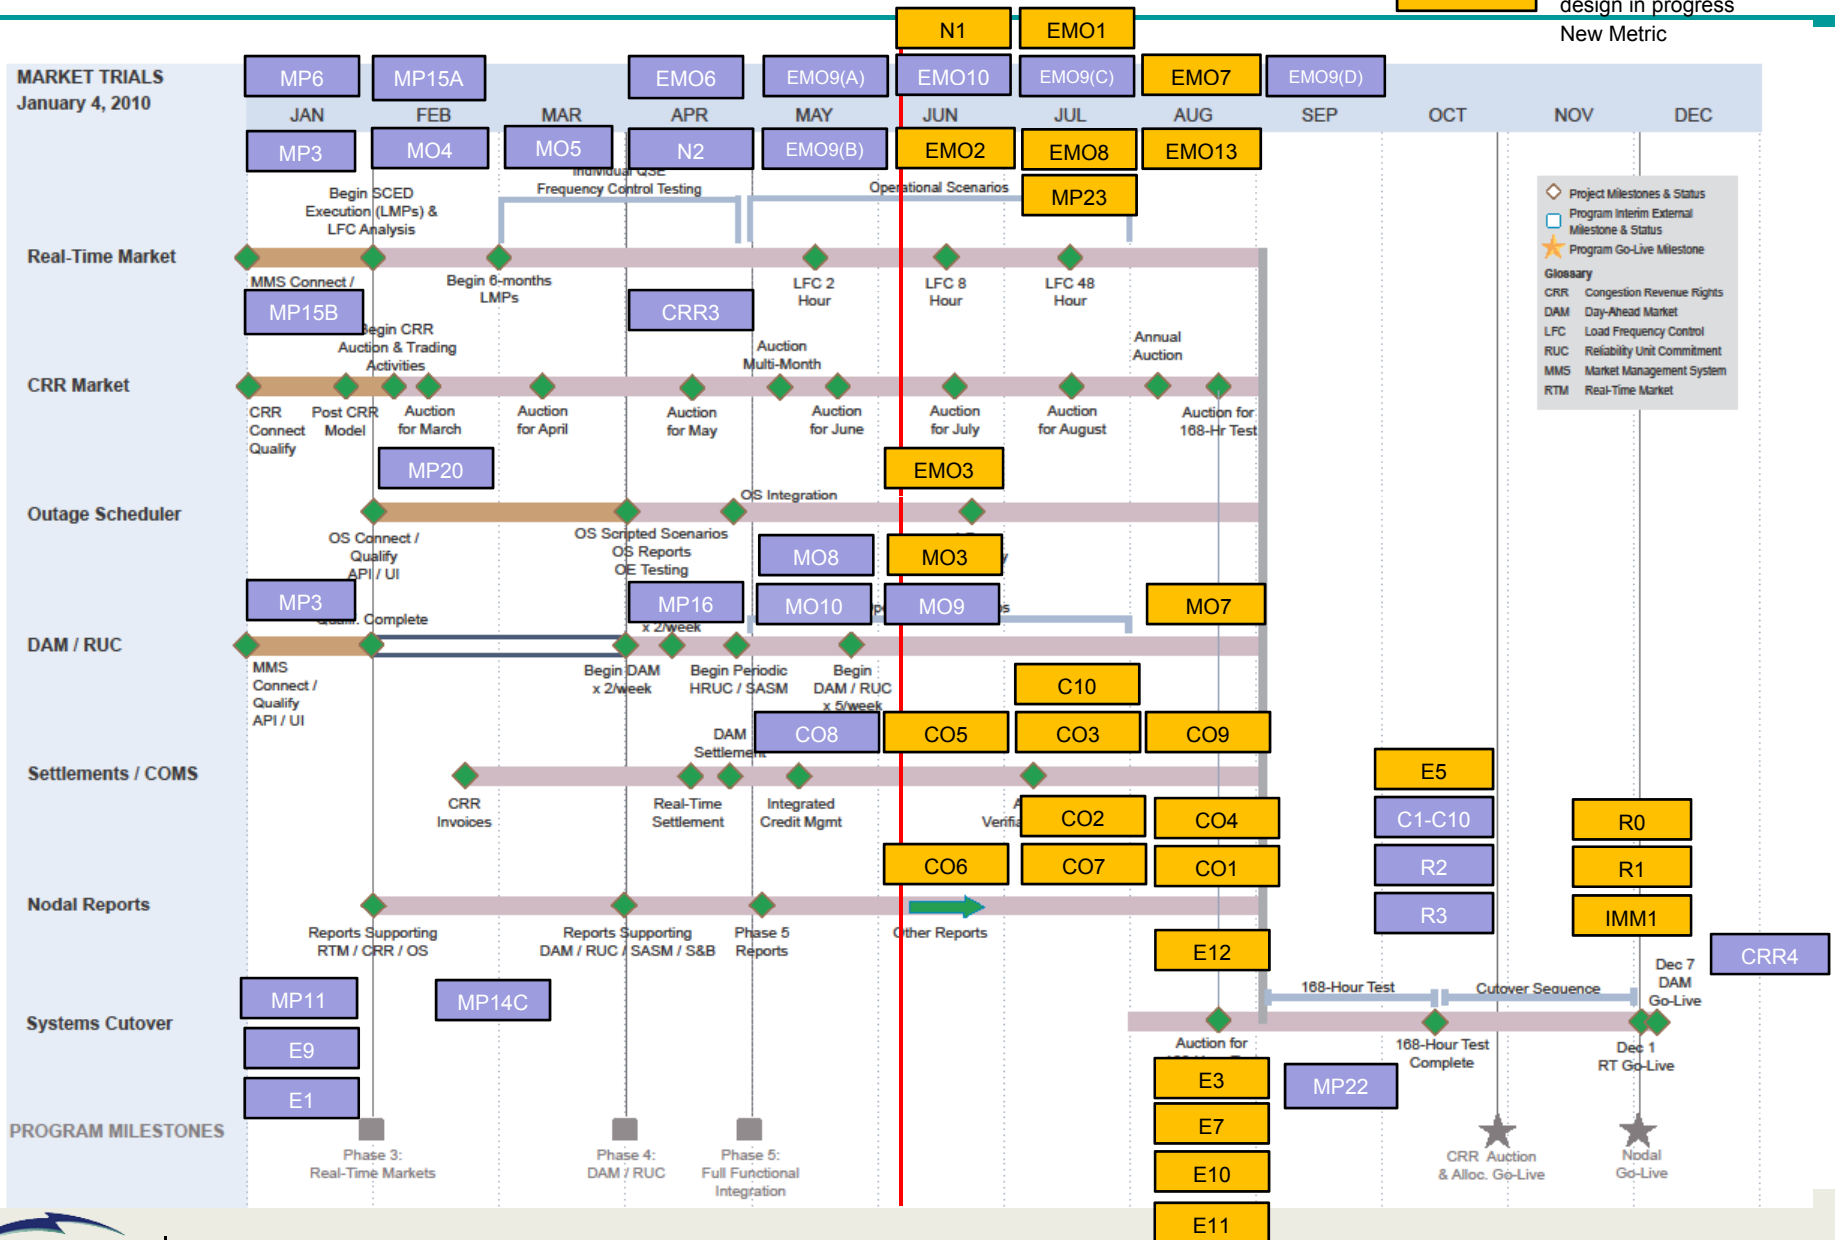 design in progress
New Metric
N1
EMO1
MARKET TRIALS
January 4, 2010
MP6
MP15A
EMO6
EMO9(A)
EMO10
EMO9(C)
EMO7
EMO9(D)
JAN
FEB
MAR
APR
MAY
JUN
JUL
AUG
SEP
OCT
NOV
DEC
MP3
MO4
MO5
N2
EMO9(B)
EMO2
EMO8
EMO13
Individual QSE
Frequency Control Testing
Begin SCED
Execution (LMPs) &
LFC Analysis
Operational Scenarios
MP23
Project Milestones & Status
Program Interim External
Milestone & Status
Program Go-Live Milestone
Glossary
CRR Congestion Revenue Rights
DAM Day-Ahead Market
LFC Load Frequency Control
RUC Reliability Unit Commitment
MMS Market Management System
RTM Real-Time Market
Real-Time Market
MMS Connect /
Begin 6-months
LMPs
LFC 2
Hour
LFC 8
Hour
LFC 48
Hour
MP15B
CRR3
Begin CRR
Auction & Trading
Activities
Auction
Multi-Month
Annual
Auction
CRR Market
CRR
Connect
Qualify
Post CRR
Model
Auction
for March
Auction
for April
Auction
for May
Auction
for June
Auction
for July
Auction
for August
Auction for
168-Hr Test
MP20
EMO3
OS Integration
Outage Scheduler
OS Connect /
Qualify
API / UI
OS Scripted Scenarios
OS Reports
OE Testing
MO8
MO3
y
MP3
MP16
MO10
MO9
MO7
Qualif. Complete
x 2/week
DAM / RUC
MMS
Connect /
Qualify
API / UI
Begin DAM
x 2/week
Begin Periodic
HRUC / SASM
Begin
DAM / RUC
x 5/week
C10
CO8
CO5
CO3
CO9
DAM
Settlement
Settlements / COMS
E5
CRR
Invoices
Real-Time
Settlement
Integrated
Credit Mgmt
Verifia
CO2
CO4
C1-C10
R0
CO6
CO7
CO1
R2
R1
Nodal Reports
R3
IMM1
Reports Supporting
RTM / CRR / OS
Reports Supporting
DAM / RUC / SASM / S&B
Phase 5
Reports
Other Reports
E12
CRR4
Dec 7
DAM
Go-Live
MP11
MP14C
168-Hour Test
Cutover Sequence
Systems Cutover
E9
Auction for
168-Hour Test
Complete
Dec 1
RT Go-Live
E3
MP22
E1
E7
PROGRAM MILESTONES
Phase 3:
Real-Time Markets
Phase 4:
DAM / RUC
Phase 5:
Full Functional
Integration
CRR Auction
& Alloc. Go-Live
Nodal
Go-Live
E10
E11